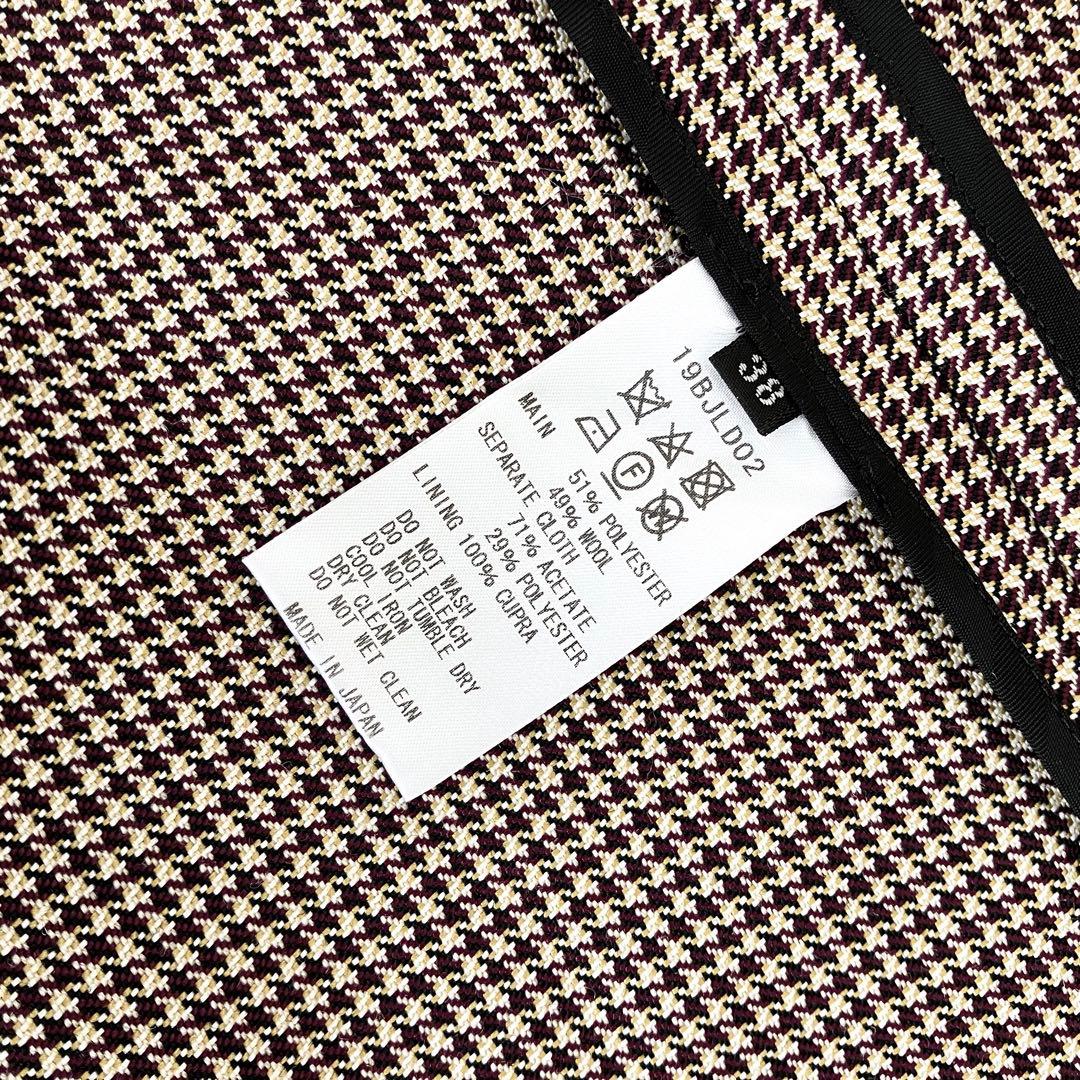 38
19BJLD02
F
MAIN
51% POLYESTER
49% WOOL
SEPARATE CLOTH
71% ACETATE
29% POLYESTER
LINING 100% CUPRA
DO NOT WASH
DO NOT BLEACH
DO NOT TUMBLE DRY
COOL IRON
DRY CLEAN
DO NOT WET CLEAN
MADE IN JAPAN